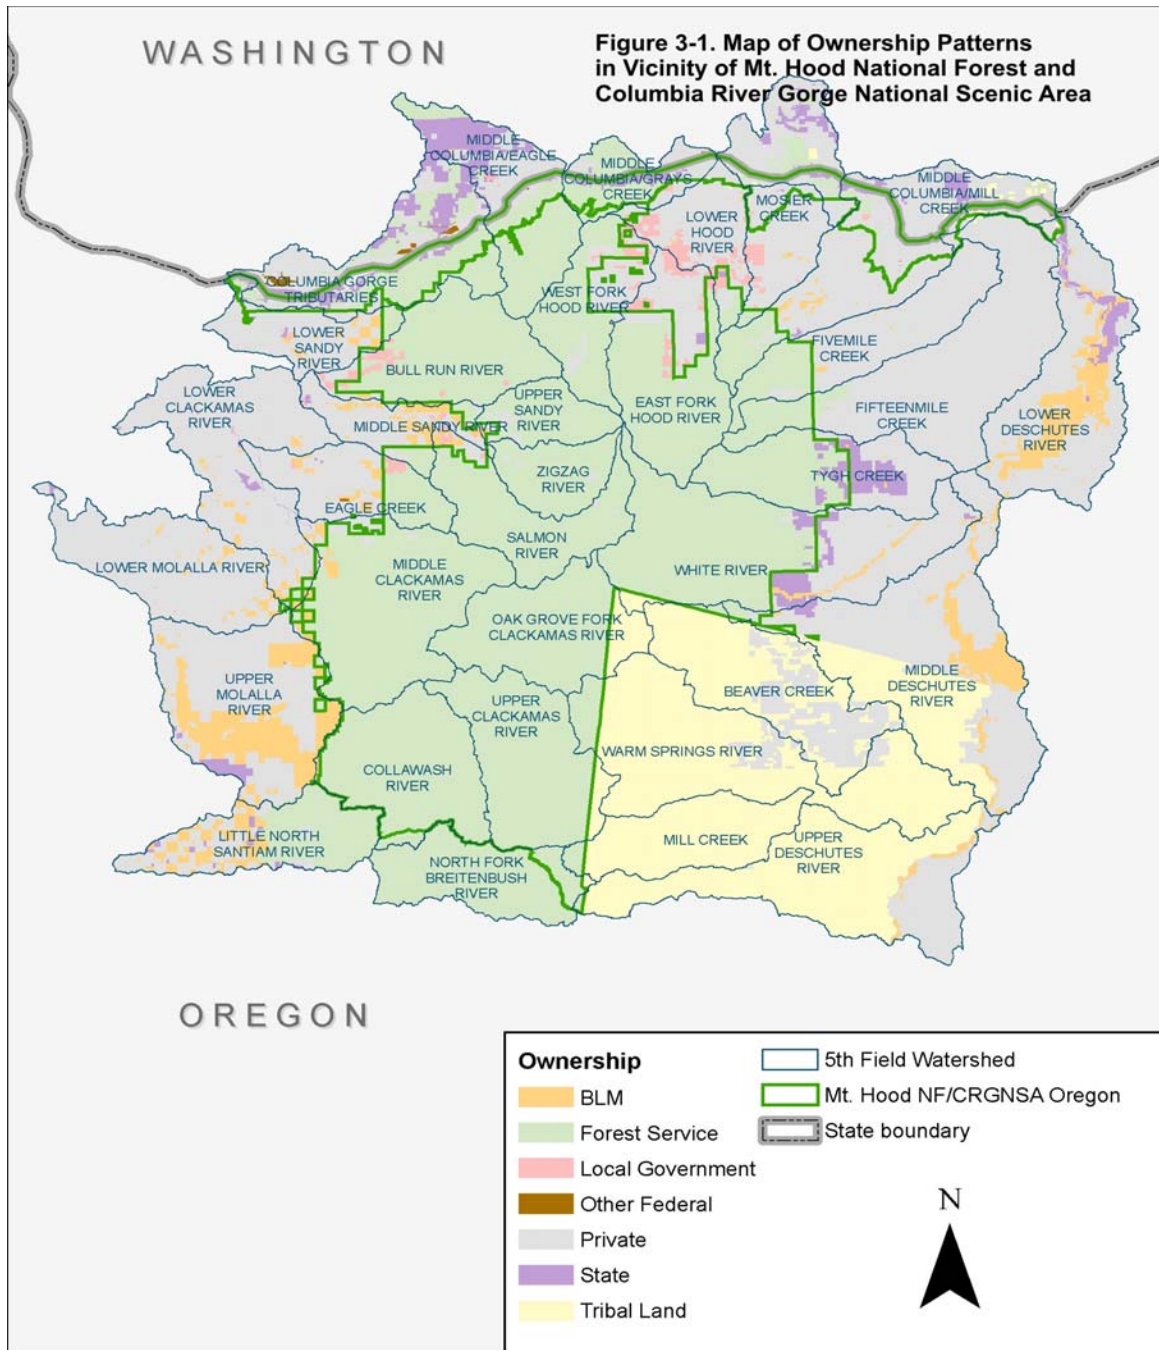 WASHINGTON
Figure 3-1. Map of Ownership Patterns
in Vicinity of Mt. Hood National Forest and
Columbia River Gorge National Scenic Area
MIDDLE
COLUMBIA/EAGLE
CREEK
MIDDLE
COLUMBIA/GRAYS
CREEK
MIDDLE
COLUMBIA/MILL
CREEK
MOSIER
CREEK
LOWER
HOOD
RIVER
COLUMBIA GORGE
TRIBUTARIES
WEST FORK
HOOD RIVER
LOWER
SANDY
RIVER
FIVEMILE
CREEK
BULL RUN RIVER
LOWER
CLACKAMAS
RIVER
UPPER
SANDY
RIVER
EAST FORK
HOOD RIVER
FIFTEENMILE
CREEK
LOWER
DESCHUTES
RIVER
MIDDLE SANDY RIVER
ZIGZAG
RIVER
TYGH CREEK
EAGLE CREEK
SALMON
RIVER
LOWER MOLALLA RIVER
MIDDLE
CLACKAMAS
RIVER
WHITE RIVER
OAK GROVE FORK
CLACKAMAS RIVER
UPPER
MOLALLA
RIVER
UPPER
CLACKAMAS
RIVER
BEAVER CREEK
MIDDLE
DESCHUTES
RIVER
WARM SPRINGS RIVER
COLLAWASH
RIVER
LITTLE NORTH
SANTIAM RIVER
MILL CREEK
UPPER
DESCHUTES
RIVER
NORTH FORK
BREITENBUSH
RIVER
OREGON
Ownership
BLM
Forest Service
Local Government
Other Federal
Private
State
Tribal Land
5th Field Watershed
Mt. Hood NF/CRGNSA Oregon
State boundary
N